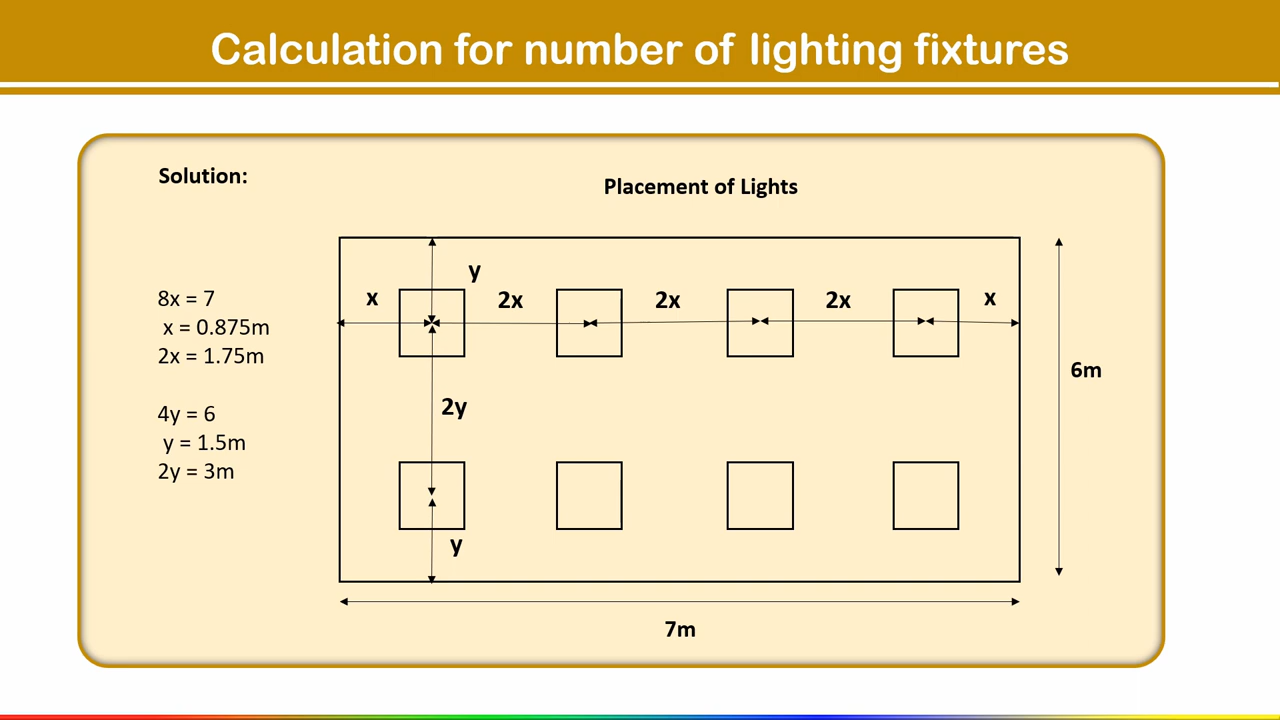 Calculation for number of lighting fixtures
Solution:
Placement of Lights
8x = 7
x = 0.875m
2x = 1.75m
4y = 6
y = 1.5m
2y = 3m
y
x
2x
2x
2x
x
2y
y
6m
7m